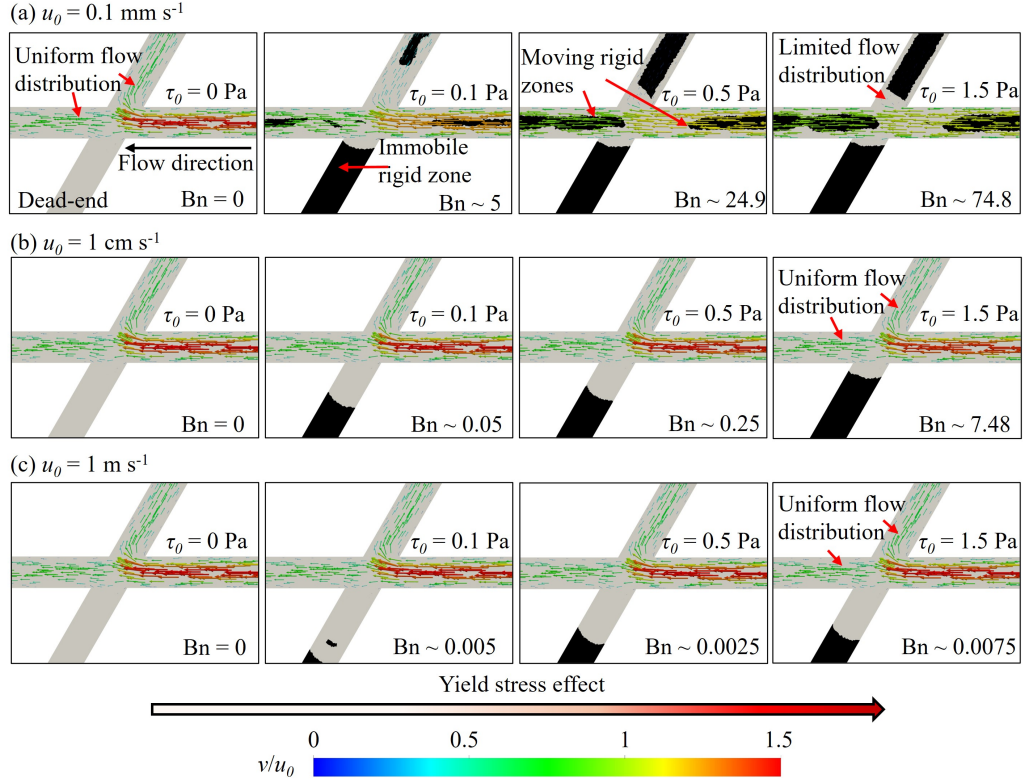 (a) u₀ = 0.1 mm s⁻¹
Uniform flow
distribution
τ₀ = 0 Pa
Flow direction
Dead-end
Bn = 0
τ₀ = 0.1 Pa
Immobile
rigid zone
Bn ~ 5
Moving rigid
zones
τ₀ = 0.5 Pa
Bn ~ 24.9
Limited flow
distribution
τ₀ = 1.5 Pa
Bn ~ 74.8
(b) u₀ = 1 cm s⁻¹
τ₀ = 0 Pa
Bn = 0
τ₀ = 0.1 Pa
Bn ~ 0.05
τ₀ = 0.5 Pa
Bn ~ 0.25
Uniform flow
distribution
τ₀ = 1.5 Pa
Bn ~ 7.48
(c) u₀ = 1 m s⁻¹
τ₀ = 0 Pa
Bn = 0
τ₀ = 0.1 Pa
Bn ~ 0.005
τ₀ = 0.5 Pa
Bn ~ 0.0025
Uniform flow
distribution
τ₀ = 1.5 Pa
Bn ~ 0.0075
Yield stress effect
0 0.5 1 1.5
v/u₀